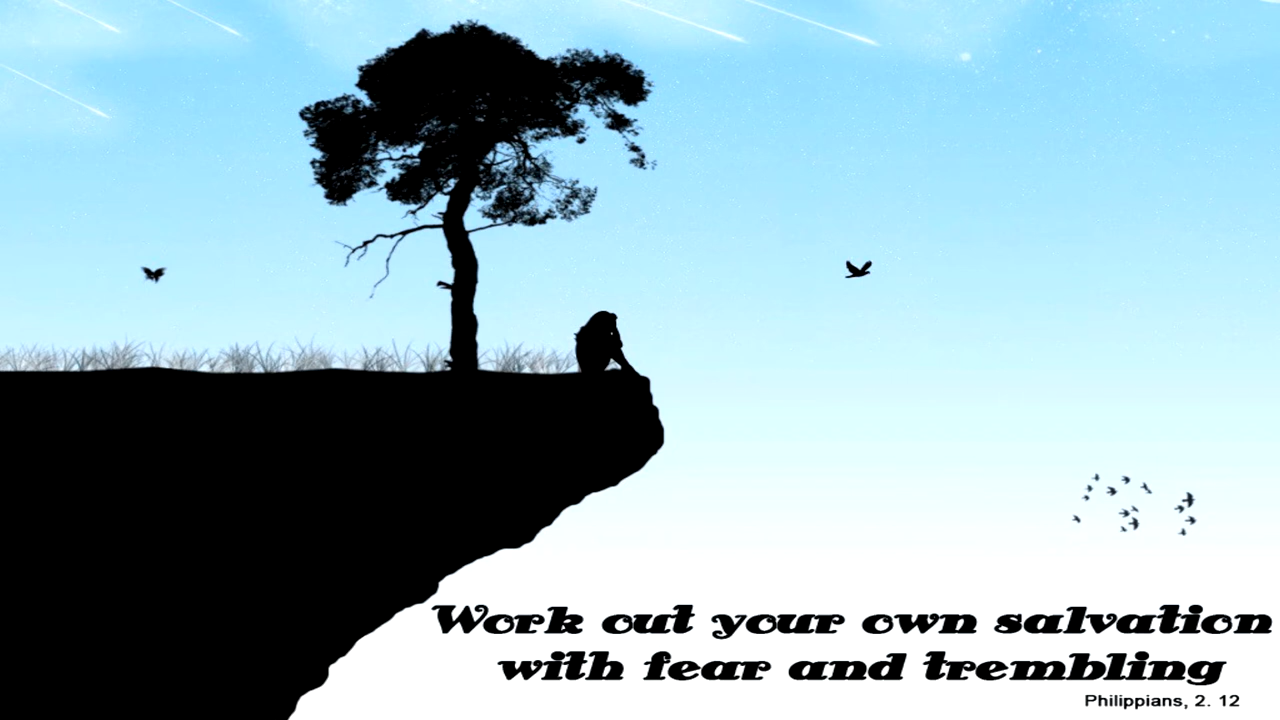 Work out your own salvation
with fear and trembling
Philippians, 2. 12